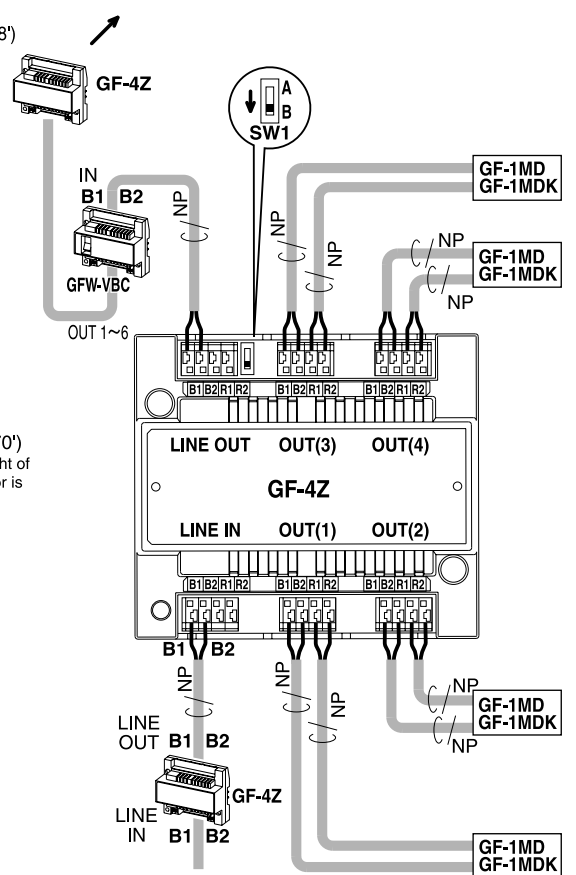 8')
GF-4Z
A
B
SW1
IN
B1 B2
NP
NP
NP
GF-1MD
GF-1MDK
NP
NP
GF-1MD
GF-1MDK
GFW-VBC
OUT 1~6
B1 B2 R1 R2
B1 B2 R1 R2
B1 B2 R1 R2
LINE OUT OUT(3) OUT(4)
70')
ht of
or is
GF-4Z
LINE IN OUT(1) OUT(2)
B1 B2 R1 R2
B1 B2 R1 R2
B1 B2 R1 R2
B1 B2
NP
NP
NP
NP
NP
GF-1MD
GF-1MDK
LINE
OUT
B1 B2
GF-4Z
LINE
IN
B1 B2
GF-1MD
GF-1MDK